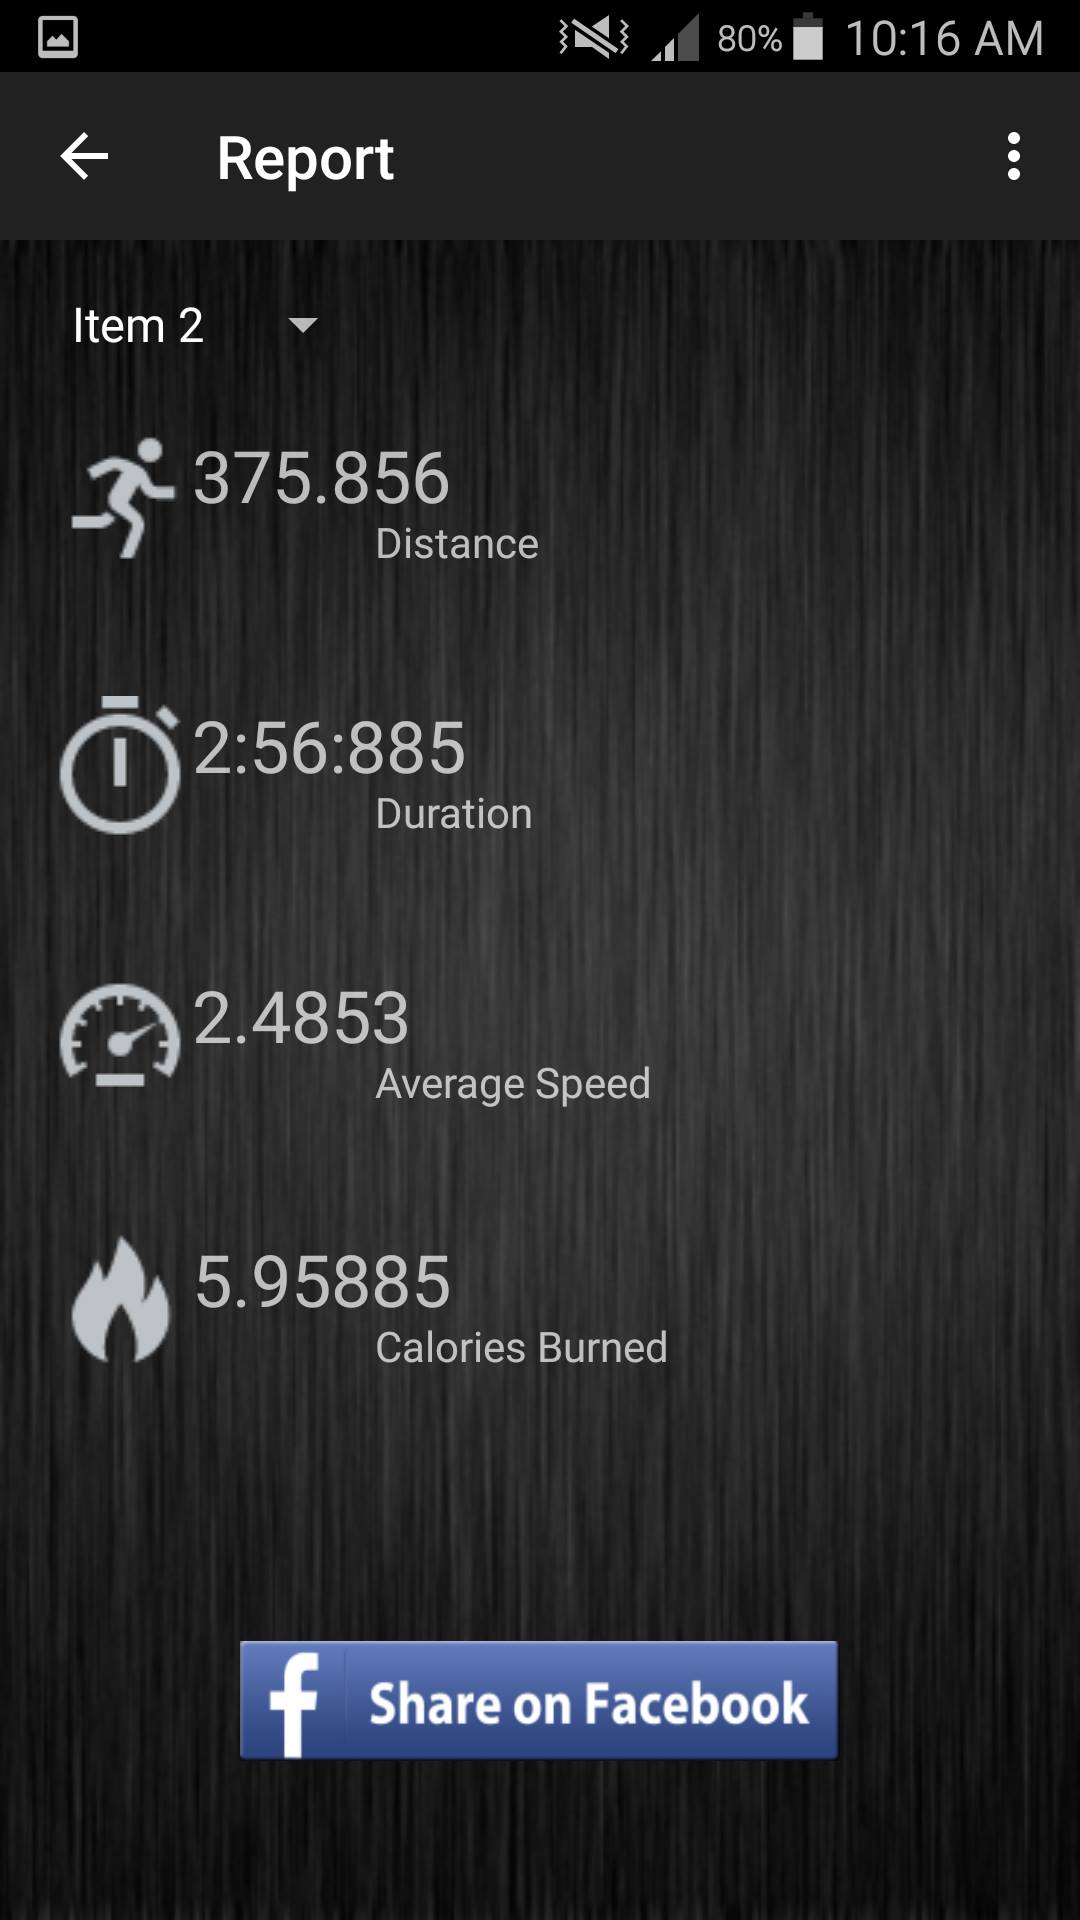 80% 10:16 AM
Report
Item 2
375.856
Distance
2:56:885
Duration
2.4853
Average Speed
5.95885
Calories Burned
f Share on Facebook